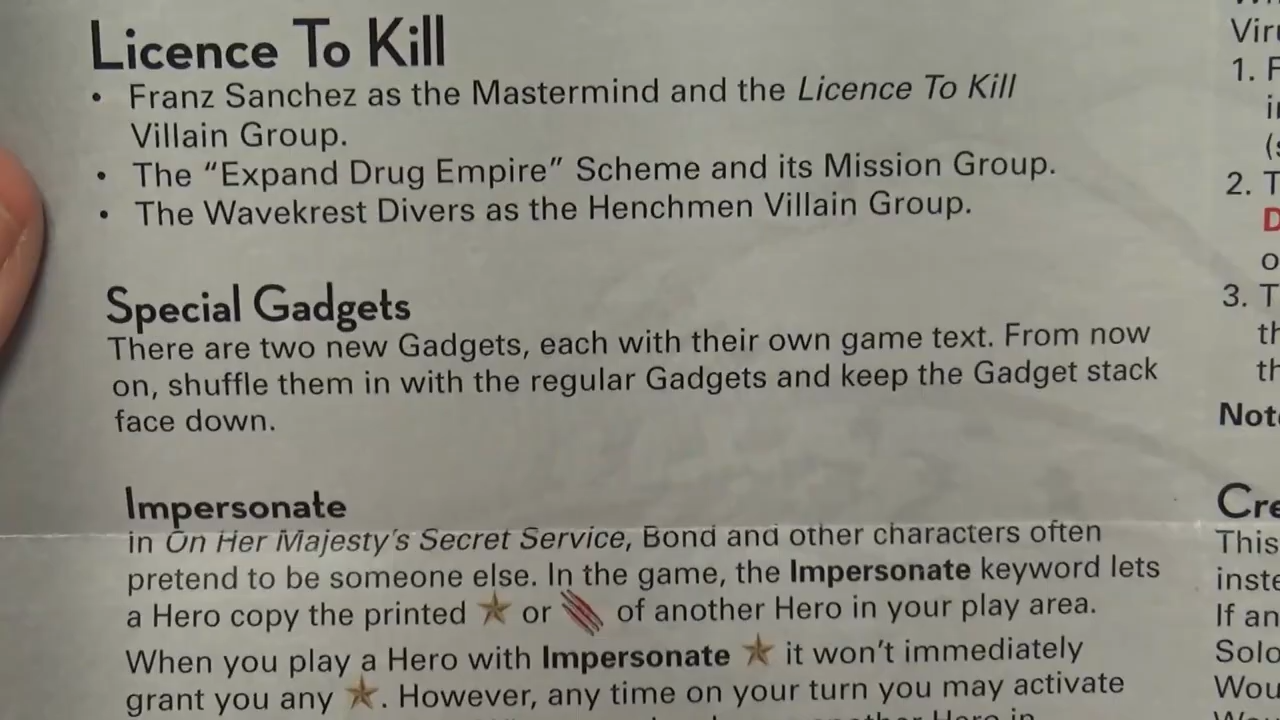 Licence To Kill
• Franz Sanchez as the Mastermind and the Licence To Kill
Villain Group.
• The “Expand Drug Empire” Scheme and its Mission Group.
• The Wavekrest Divers as the Henchmen Villain Group.
Special Gadgets
There are two new Gadgets, each with their own game text. From now
on, shuffle them in with the regular Gadgets and keep the Gadget stack
face down.
Impersonate
in On Her Majesty’s Secret Service, Bond and other characters often
pretend to be someone else. In the game, the Impersonate keyword lets
a Hero copy the printed or of another Hero in your play area.
When you play a Hero with Impersonate it won’t immediately
grant you any . However, any time on your turn you may activate
another Hero in
1.
2.
3.
This
If an